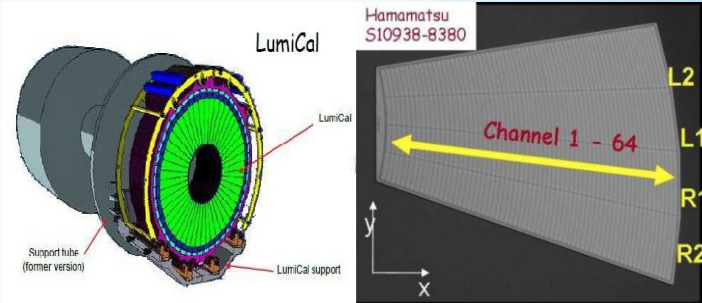 LumiCal
LumiCal
Support tube
(former version)
LumiCal support
Hamamatsu
S10938-8380
L2
L1
Channel 1 - 64
R1
R2
y
x